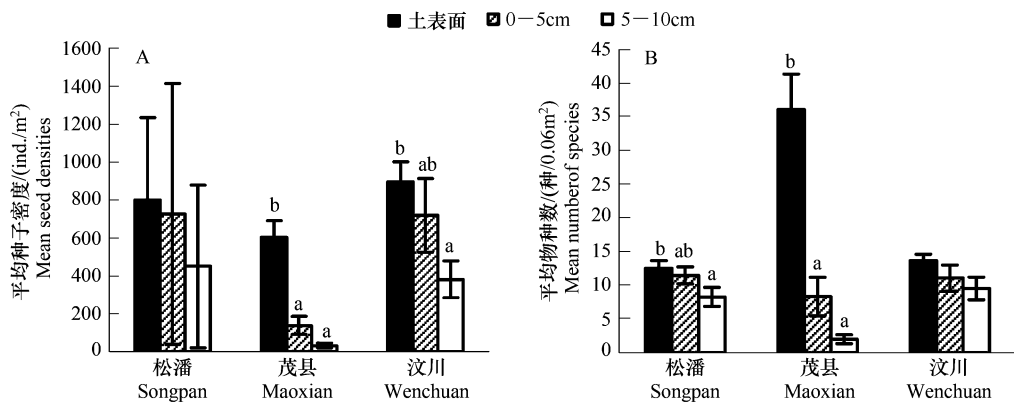 土表面 0－5cm 5－10cm
A
平均种子密度/(ind./m²)
Mean seed densities
1600
1400
1200
1000
800
600
400
200
0
b
a
a
b
ab
a
松潘
Songpan
茂县
Maoxian
汶川
Wenchuan
B
平均物种数/(种/0.06m²)
Mean numberof species
45
40
35
30
25
20
15
10
5
0
b
ab
a
b
a
a
松潘
Songpan
茂县
Maoxian
汶川
Wenchuan